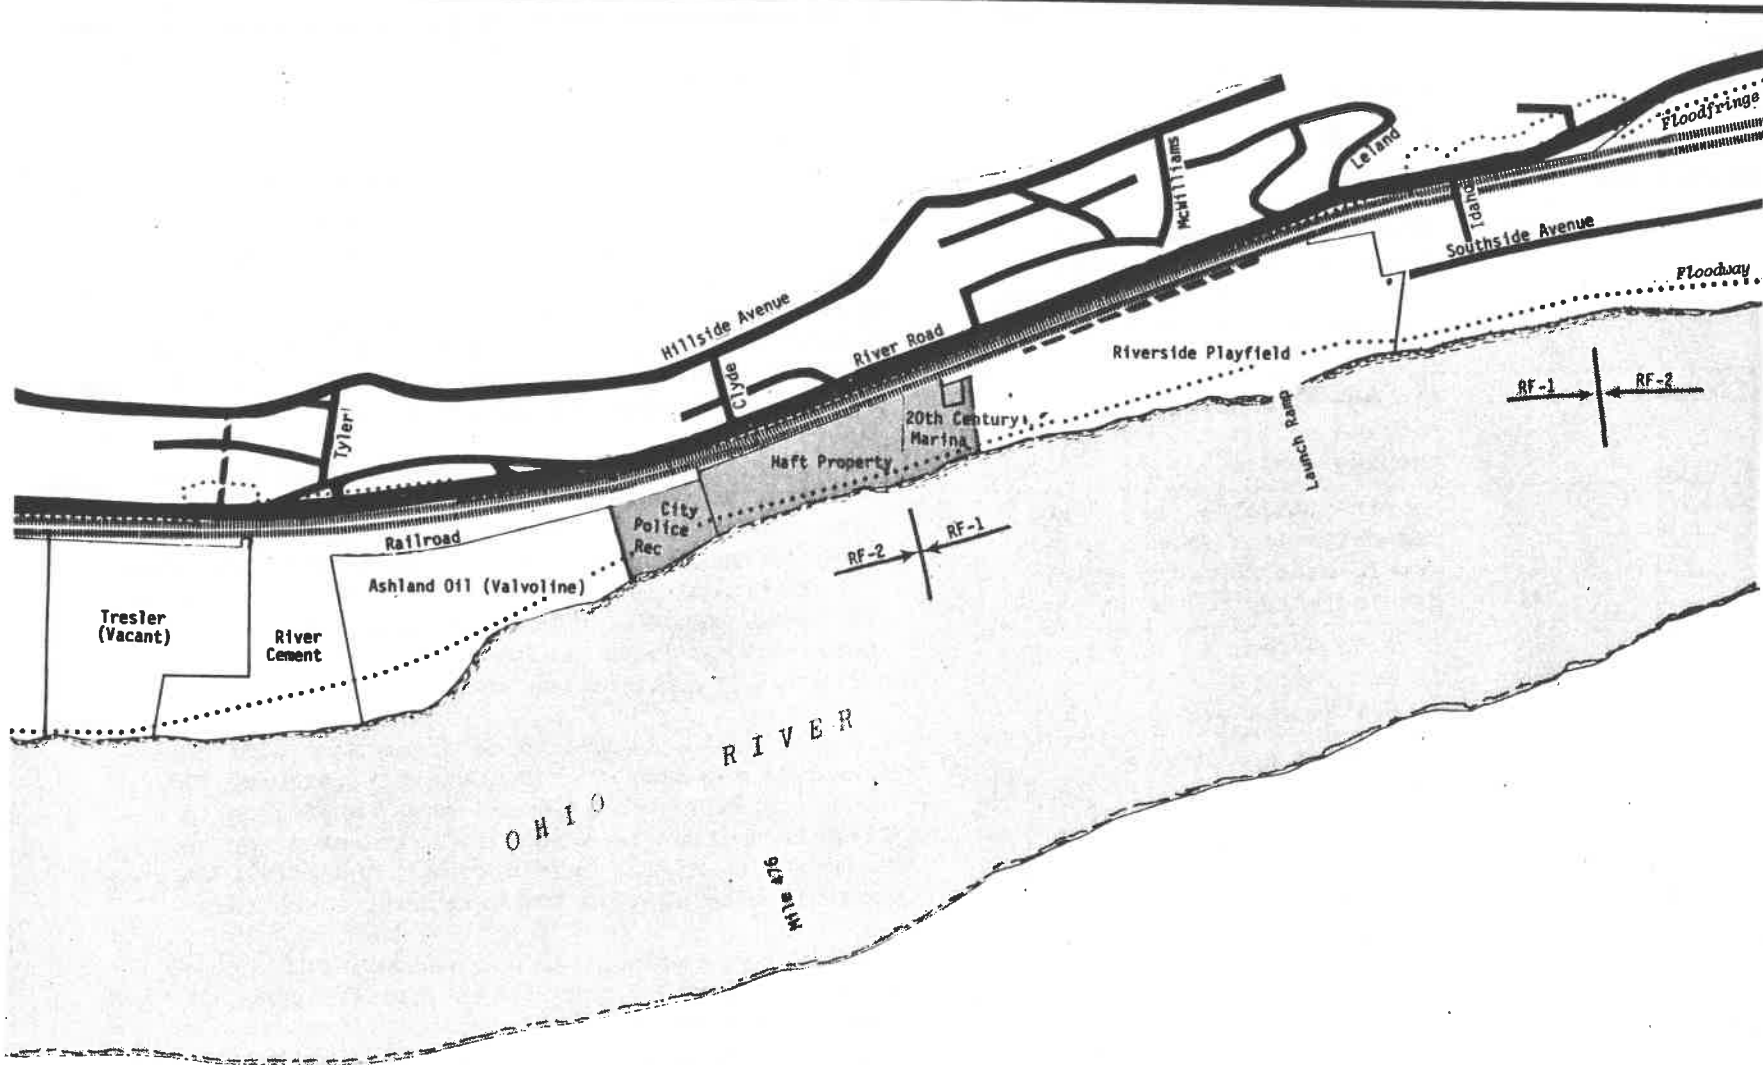 Floodfringe
McWilliams
Leland
Idaho
Southside Avenue
Floodway
Hillside Avenue
River Road
Clyde
Riverside Playfield
Launch Ramp
RF-1
RF-2
Tyler
20th Century
Marina
Haft Property
City
Police
Rec
RF-2
RF-1
Railroad
Ashland Oil (Valvoline)
Tresler
(Vacant)
River
Cement
OHIO RIVER
Mile 476